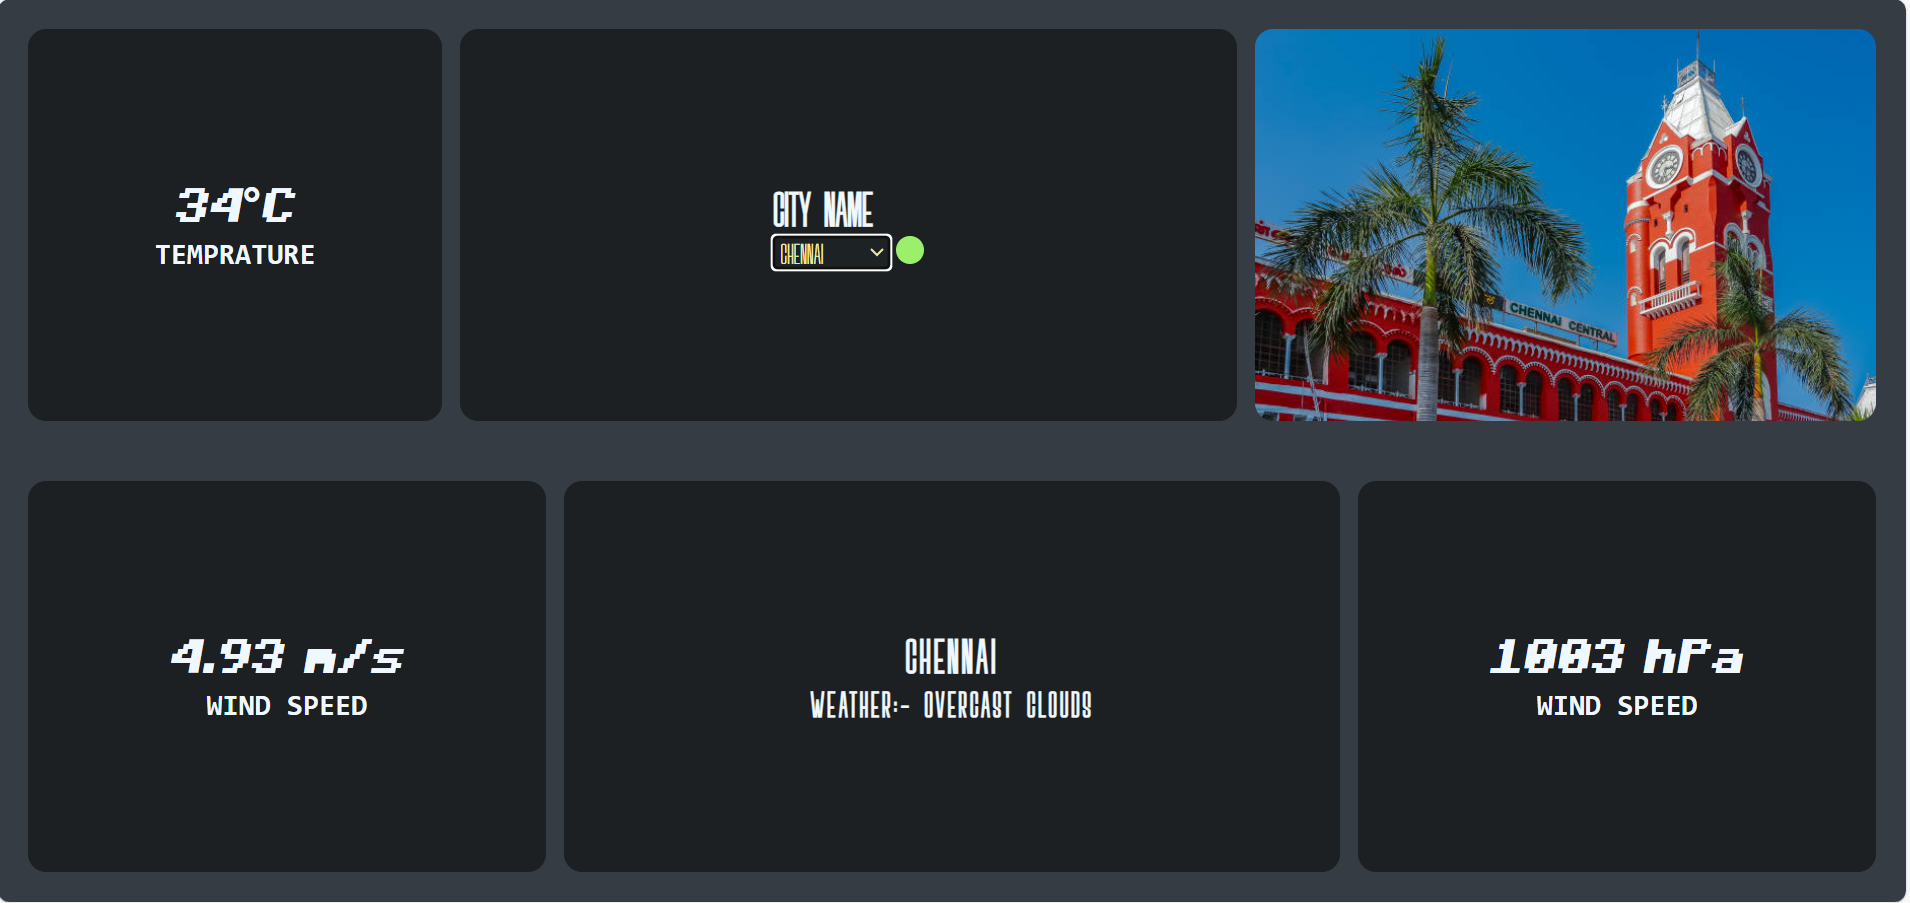 34°C
TEMPRATURE
CITY NAME
CHENNAI
CHENNAI CENTRAL
4.93 m/s
WIND SPEED
CHENNAI
WEATHER:- OVERCAST CLOUDS
1003 hPa
WIND SPEED